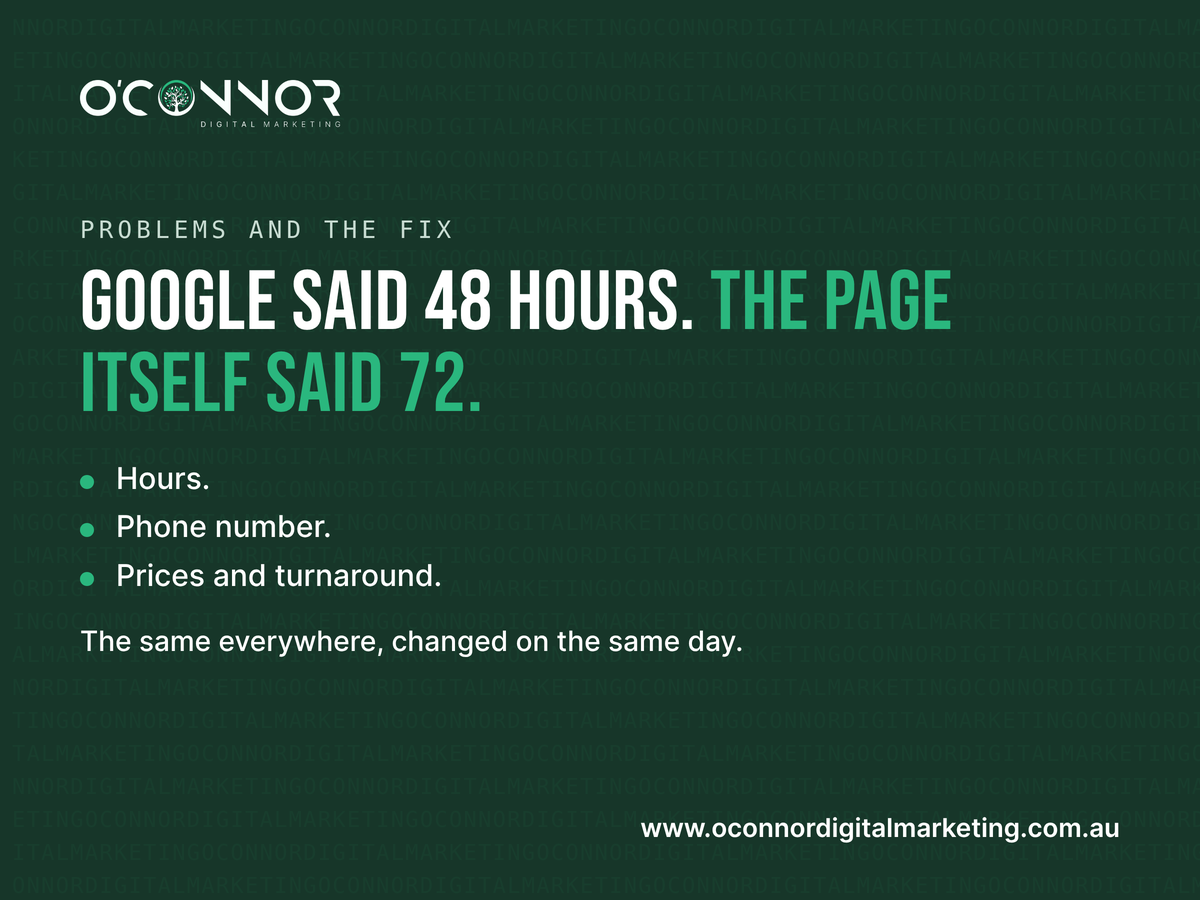 O'CONNOR
DIGITAL MARKETING
PROBLEMS AND THE FIX
GOOGLE SAID 48 HOURS. THE PAGE
ITSELF SAID 72.
Hours.
Phone number.
Prices and turnaround.
The same everywhere, changed on the same day.
www.oconnordigitalmarketing.com.au